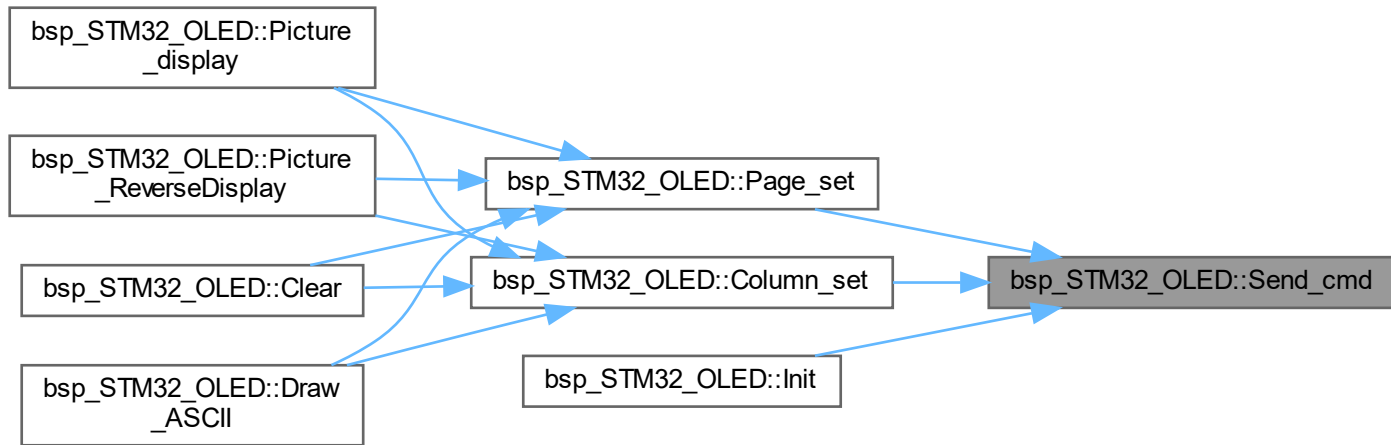 bsp_STM32_OLED::Picture
_display
bsp_STM32_OLED::Picture
_ReverseDisplay
bsp_STM32_OLED::Clear
bsp_STM32_OLED::Draw
_ASCII
bsp_STM32_OLED::Page_set
bsp_STM32_OLED::Column_set
bsp_STM32_OLED::Init
bsp_STM32_OLED::Send_cmd